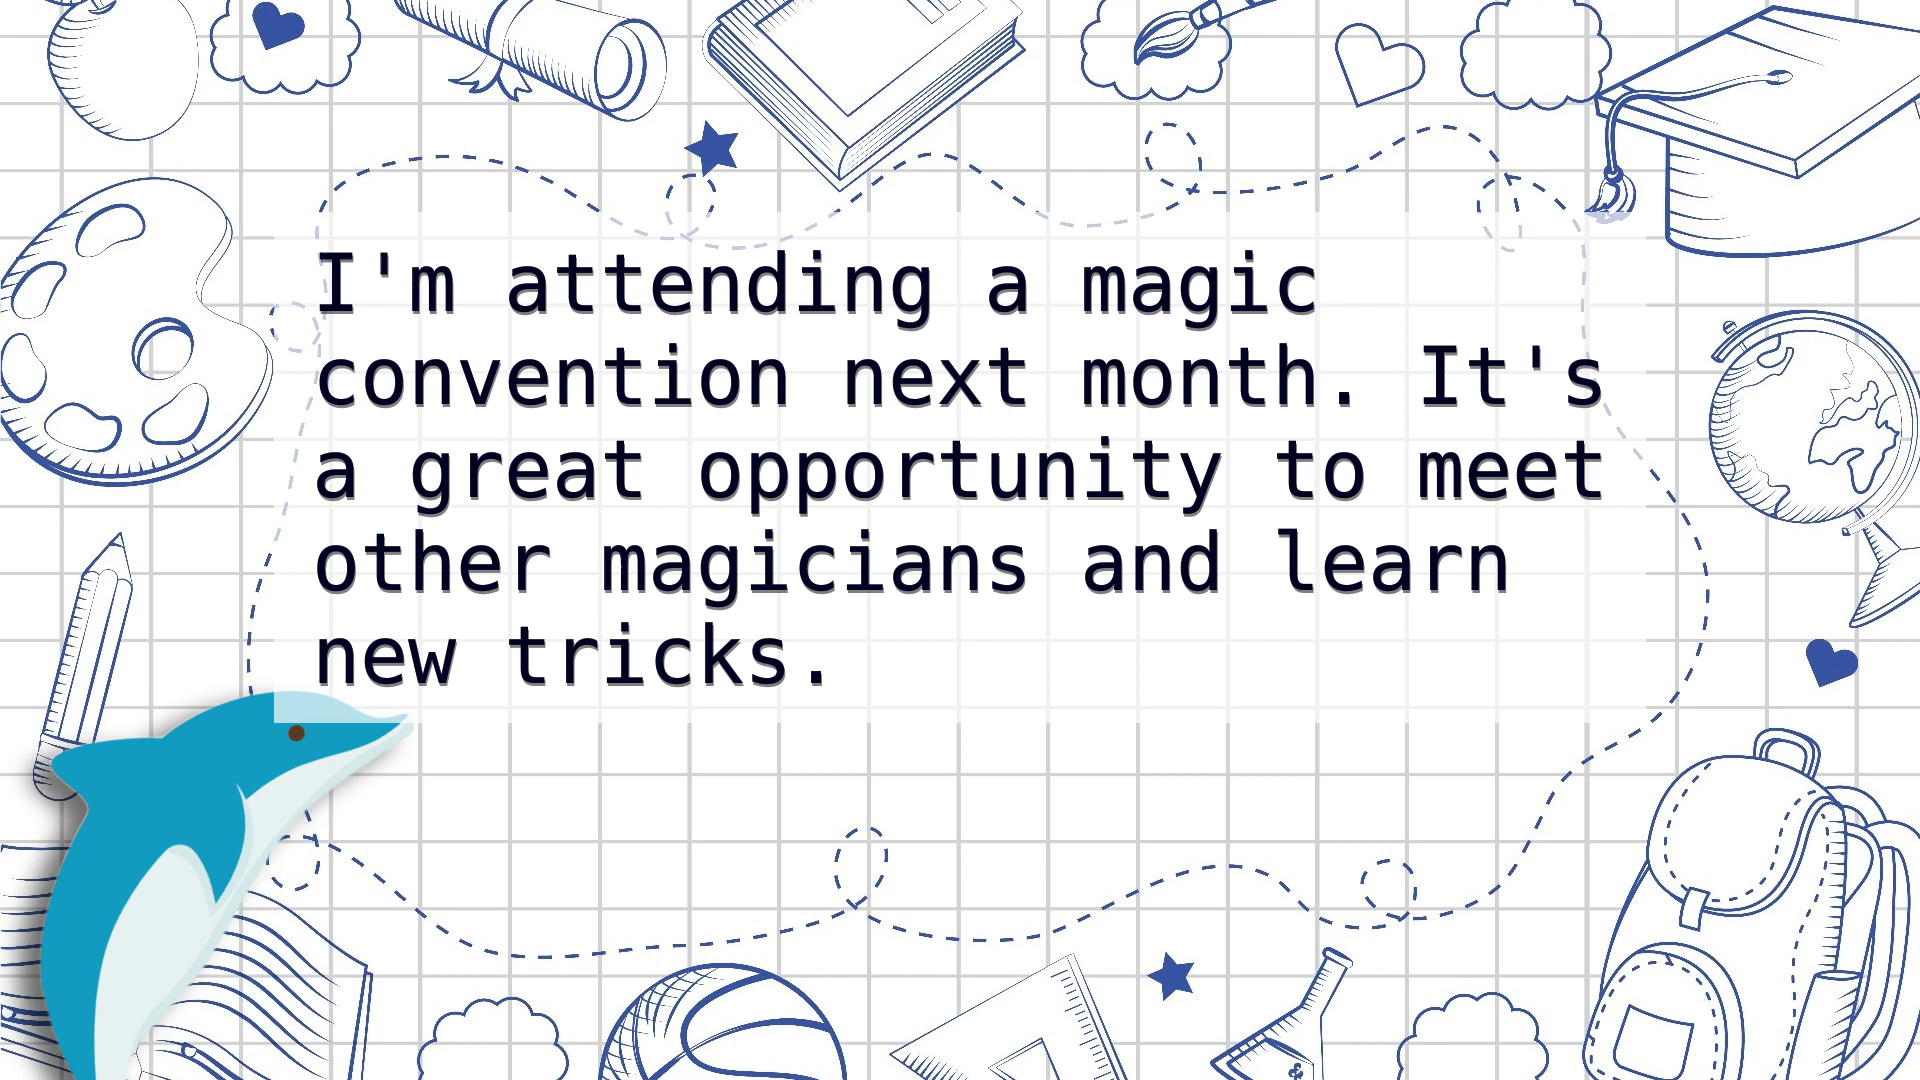 I'm attending a magic
convention next month. It's
a great opportunity to meet
other magicians and learn
new tricks.